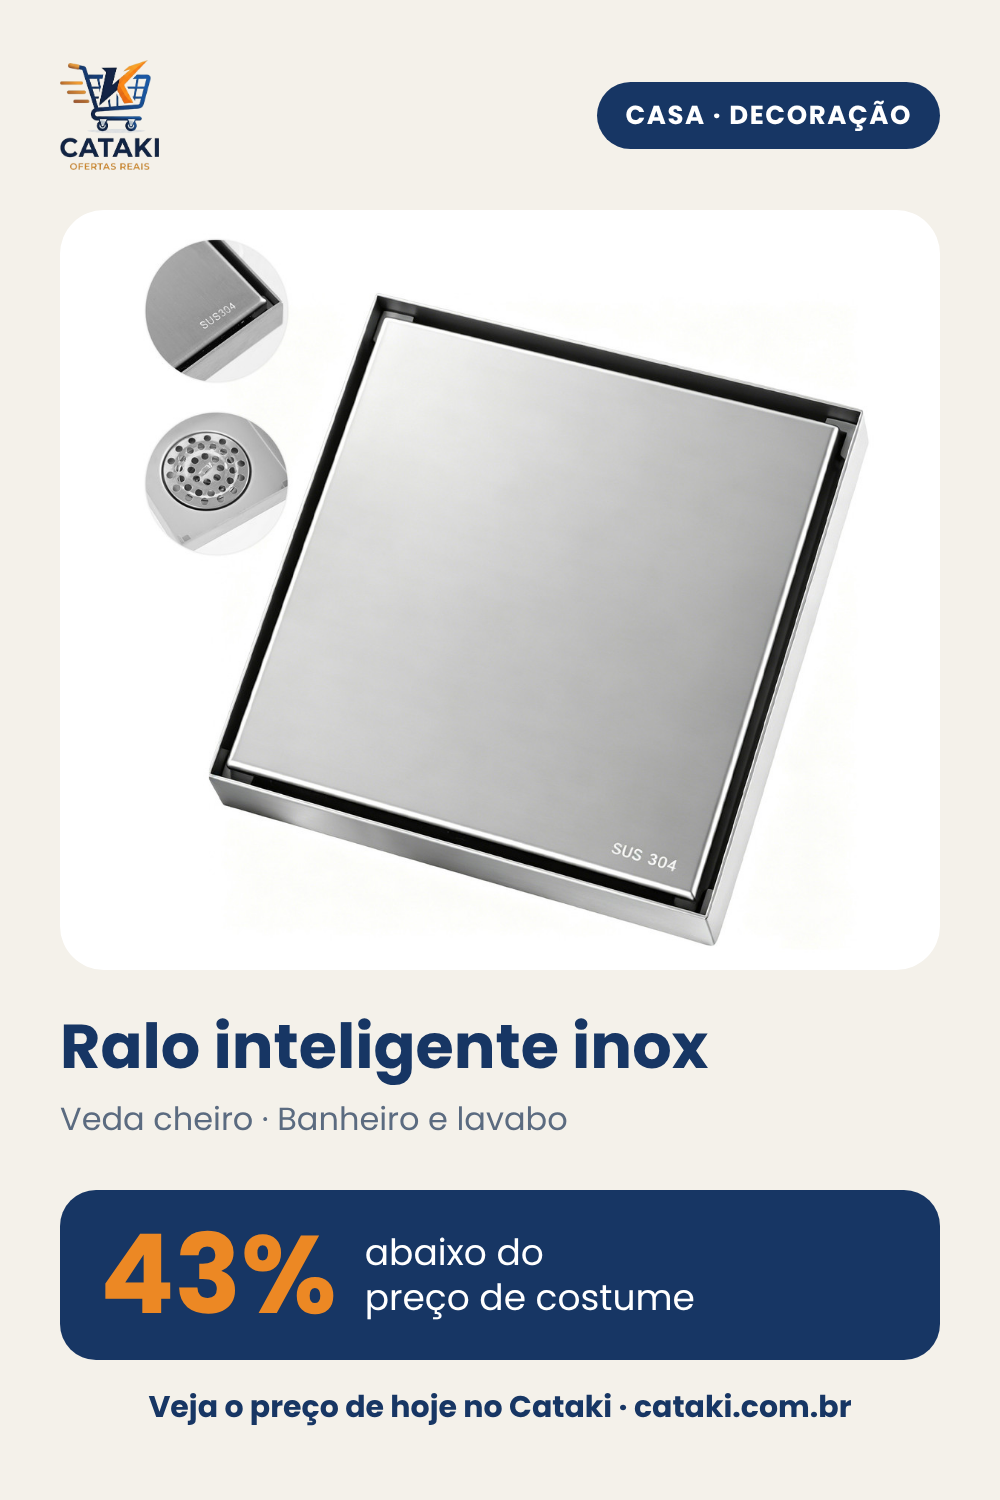 CATAKI
OFERTAS REAIS
CASA · DECORAÇÃO
SUS304
SUS 304
Ralo inteligente inox
Veda cheiro · Banheiro e lavabo
43%
abaixo do
preço de costume
Veja o preço de hoje no Cataki · cataki.com.br